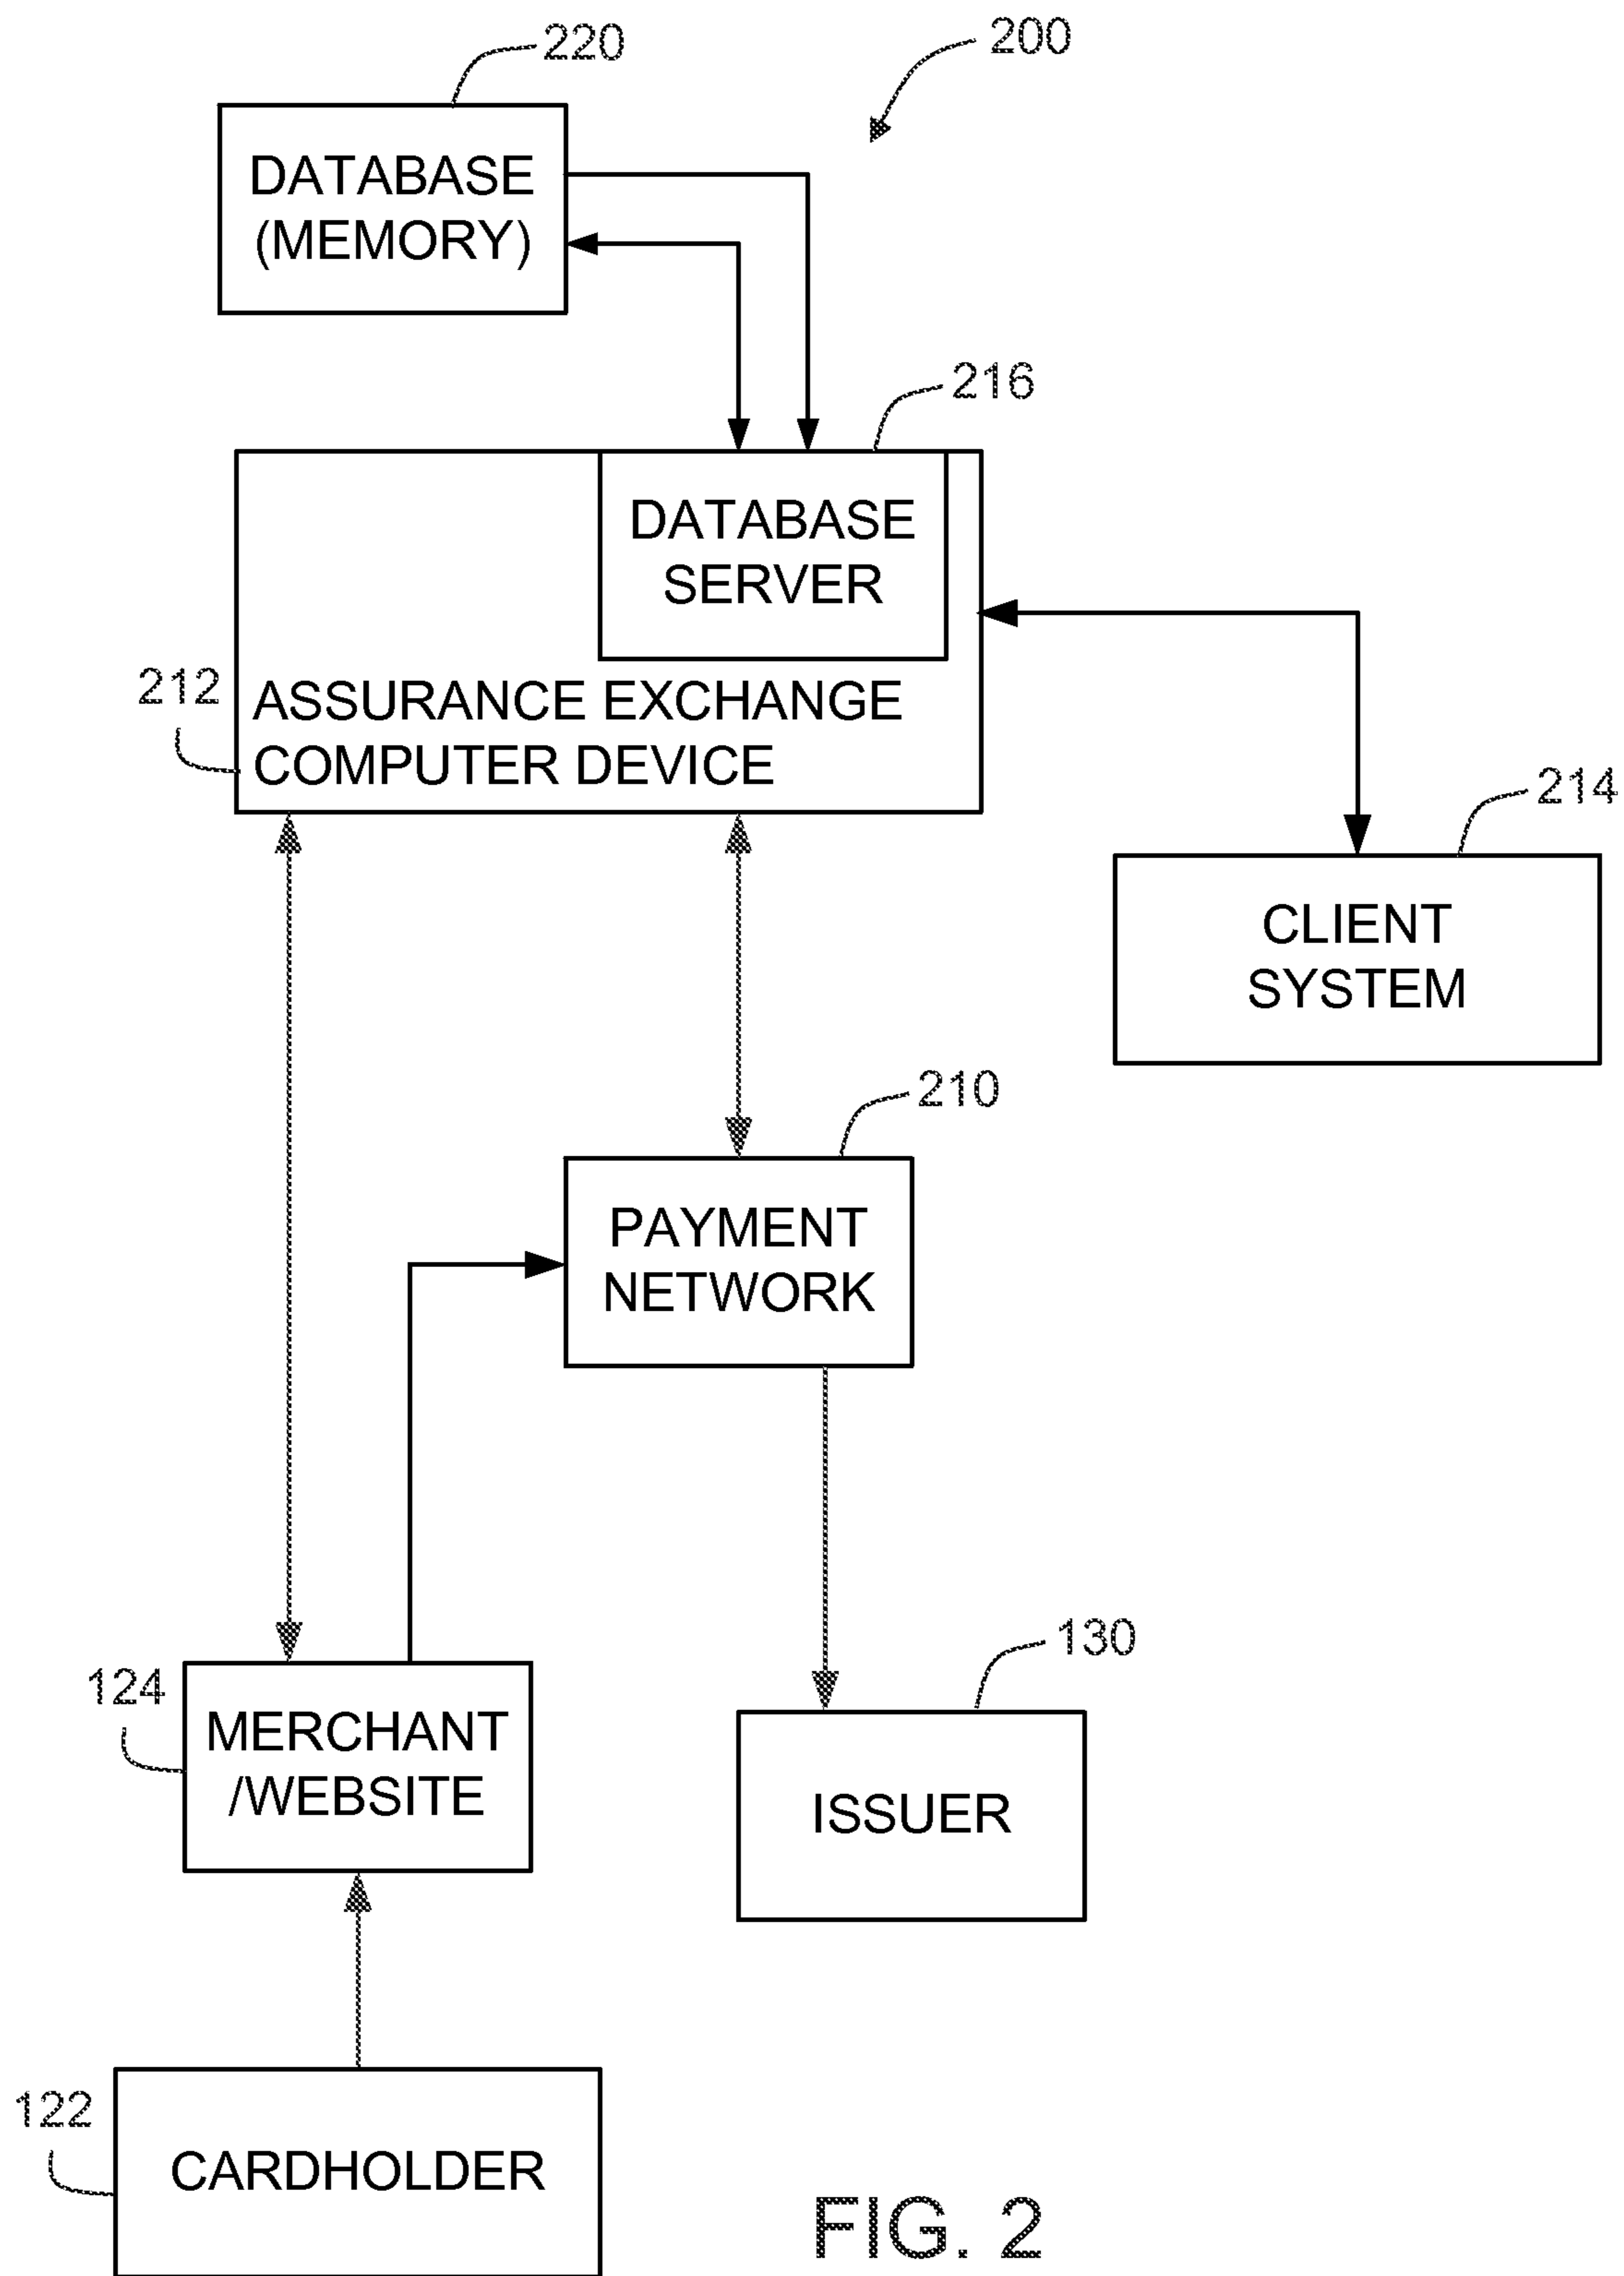 220
200
DATABASE
(MEMORY)
216
DATABASE
SERVER
212
ASSURANCE EXCHANGE
COMPUTER DEVICE
214
CLIENT
SYSTEM
210
PAYMENT
NETWORK
130
124
MERCHANT
/WEBSITE
ISSUER
122
CARDHOLDER
FIG. 2